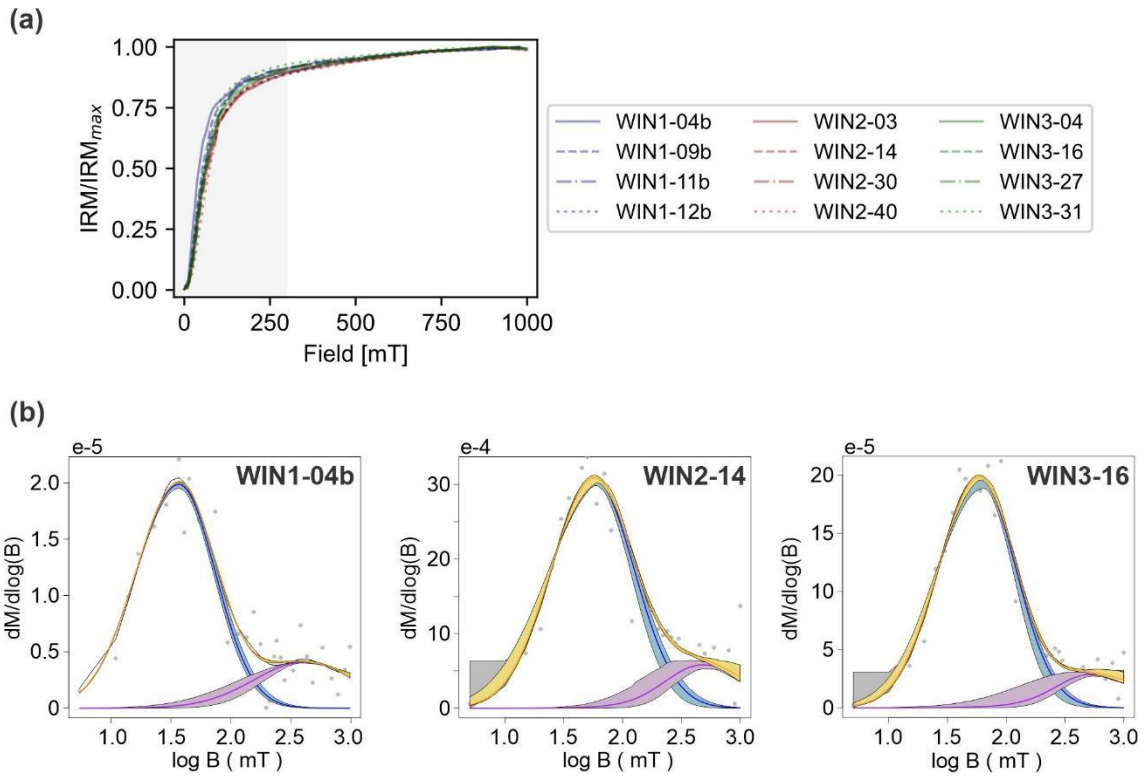 (a)
1.00
0.75
0.50
0.25
0.00
IRM/IRMmax
0 250 500 750 1000
Field [mT]
WIN1-04b WIN2-03 WIN3-04
WIN1-09b WIN2-14 WIN3-16
WIN1-11b WIN2-30 WIN3-27
WIN1-12b WIN2-40 WIN3-31
(b)
e-5
WIN1-04b
2.0
1.5
1.0
0.5
0
dM/dlog(B)
1.0 1.5 2.0 2.5 3.0
log B ( mT )
e-4
WIN2-14
30
20
10
0
dM/dlog(B)
1.0 1.5 2.0 2.5 3.0
log B ( mT )
e-5
WIN3-16
20
15
10
5
0
dM/dlog(B)
1.0 1.5 2.0 2.5 3.0
log B ( mT )